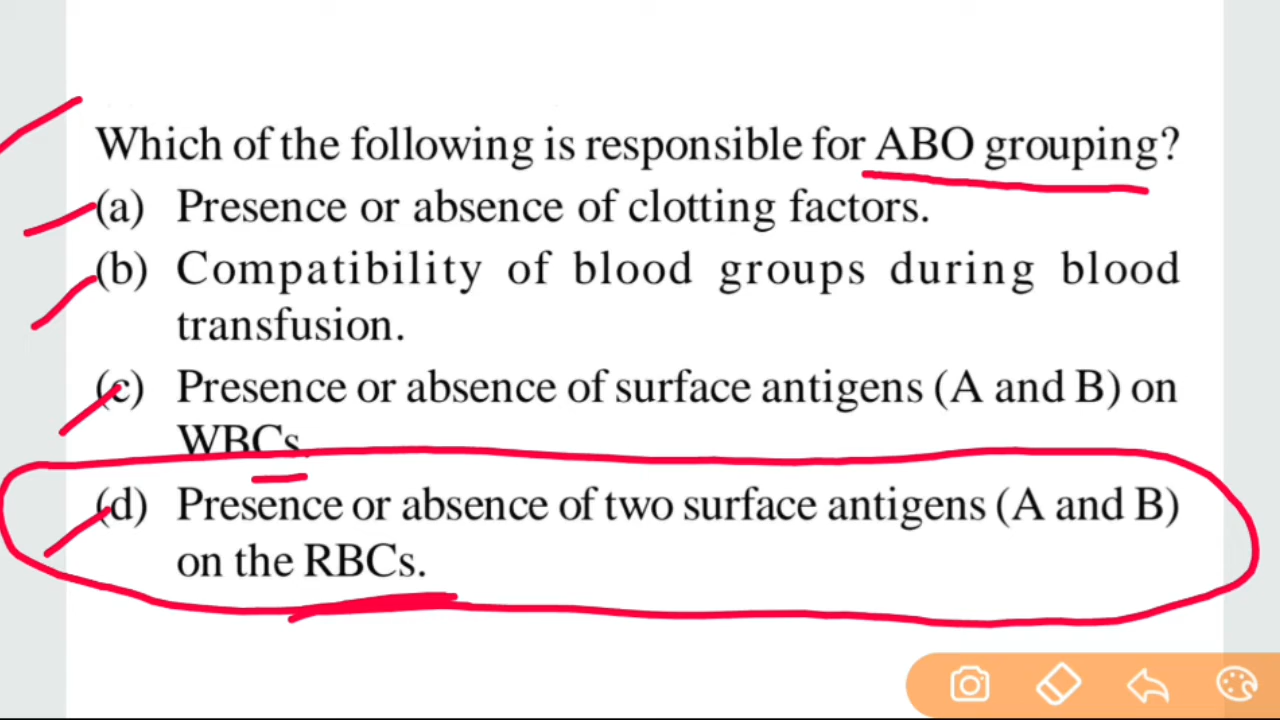 Which of the following is responsible for ABO grouping?
(a) Presence or absence of clotting factors.
(b) Compatibility of blood groups during blood
transfusion.
(c) Presence or absence of surface antigens (A and B) on
WBCs.
(d) Presence or absence of two surface antigens (A and B)
on the RBCs.